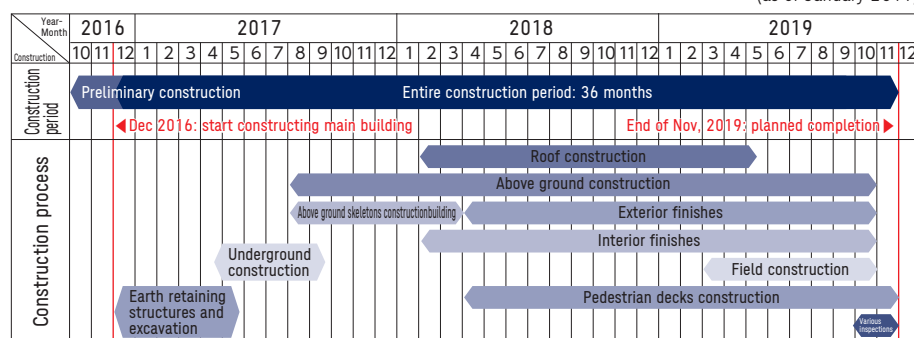 Year-
Month
Construction
2016 2017 2018 2019
10 11 12 1 2 3 4 5 6 7 8 9 10 11 12 1 2 3 4 5 6 7 8 9 10 11 12 1 2 3 4 5 6 7 8 9 10 11 12
Construction
period
Preliminary construction Entire construction period: 36 months
Dec 2016: start constructing main building End of Nov, 2019: planned completion
Construction process
Roof construction
Above ground construction
Above ground skeletons constructionbuilding Exterior finishes
Interior finishes
Underground
construction
Field construction
Earth retaining
structures and
excavation
Pedestrian decks construction
Various
inspections